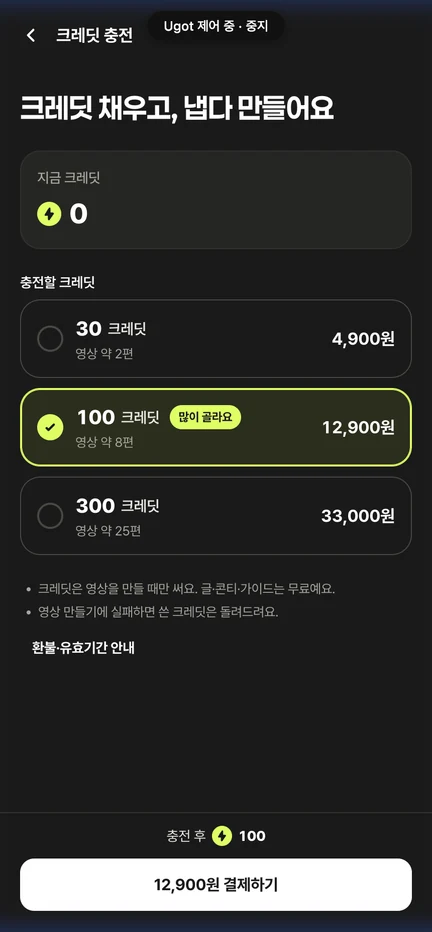 크레딧 충전
Ugot 제어 중 · 중지
크레딧 채우고, 냅다 만들어요
지금 크레딧
0
충전할 크레딧
30 크레딧
영상 약 2편
4,900원
100 크레딧 많이 골라요
영상 약 8편
12,900원
300 크레딧
영상 약 25편
33,000원
• 크레딧은 영상을 만들 때만 써요. 글·콘티·가이드는 무료예요.
• 영상 만들기에 실패하면 쓴 크레딧은 돌려드려요.
환불·유효기간 안내
충전 후 100
12,900원 결제하기